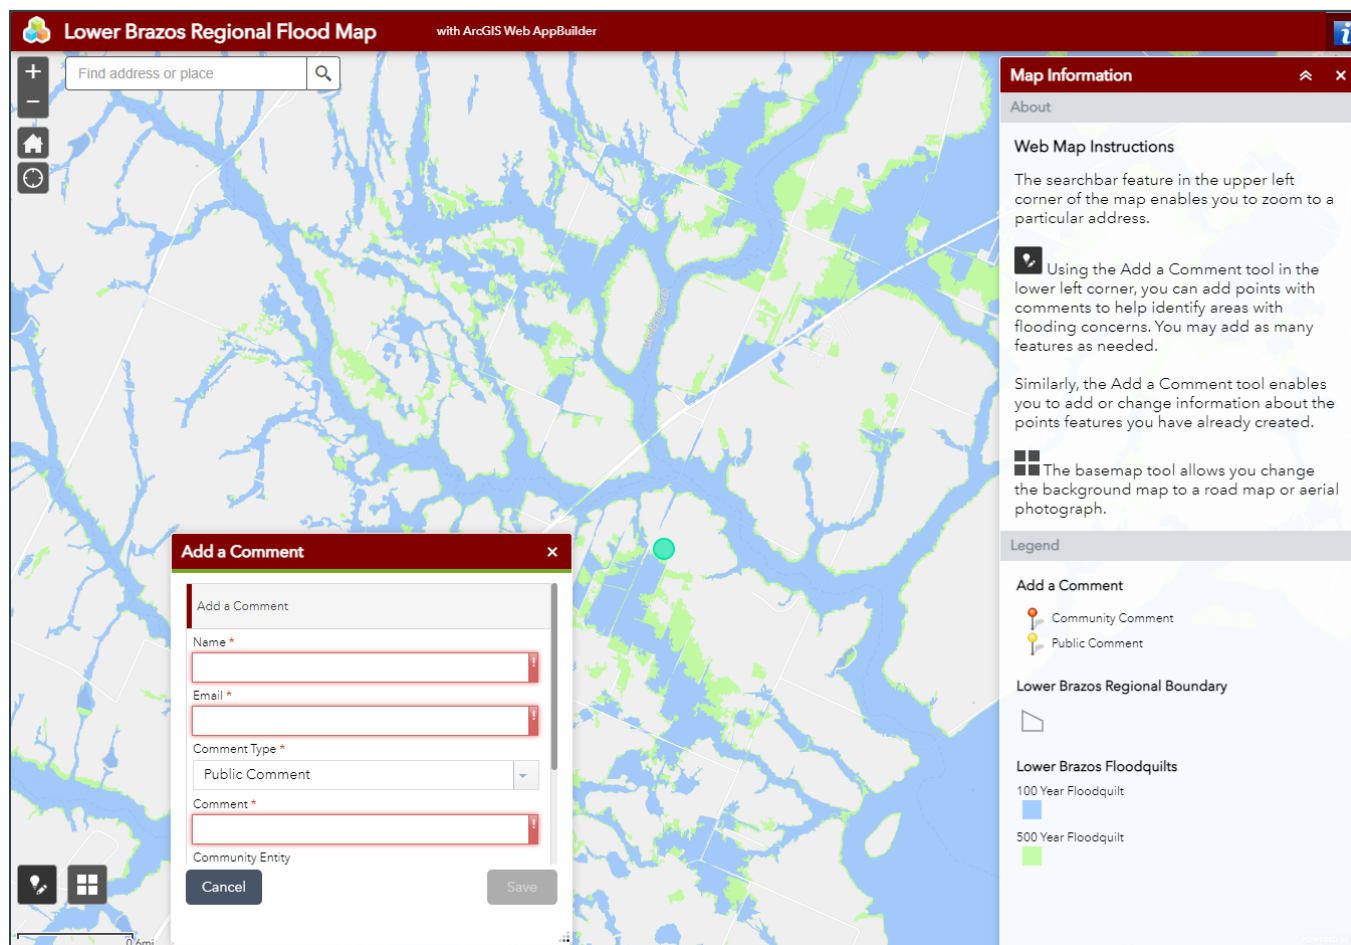 Lower Brazos Regional Flood Map
with ArcGIS Web AppBuilder
+
−
Find address or place
Map Information
About
Web Map Instructions
The searchbar feature in the upper left
corner of the map enables you to zoom to a
particular address.
Using the Add a Comment tool in the
lower left corner, you can add points with
comments to help identify areas with
flooding concerns. You may add as many
features as needed.
Similarly, the Add a Comment tool enables
you to add or change information about the
points features you have already created.
The basemap tool allows you change
the background map to a road map or aerial
photograph.
Legend
Add a Comment
Community Comment
Public Comment
Lower Brazos Regional Boundary
Lower Brazos Floodquilts
100 Year Floodquilt
500 Year Floodquilt
Add a Comment
Add a Comment
Name *
Email *
Comment Type *
Public Comment
Comment *
Community Entity
Cancel
Save
0.6mi